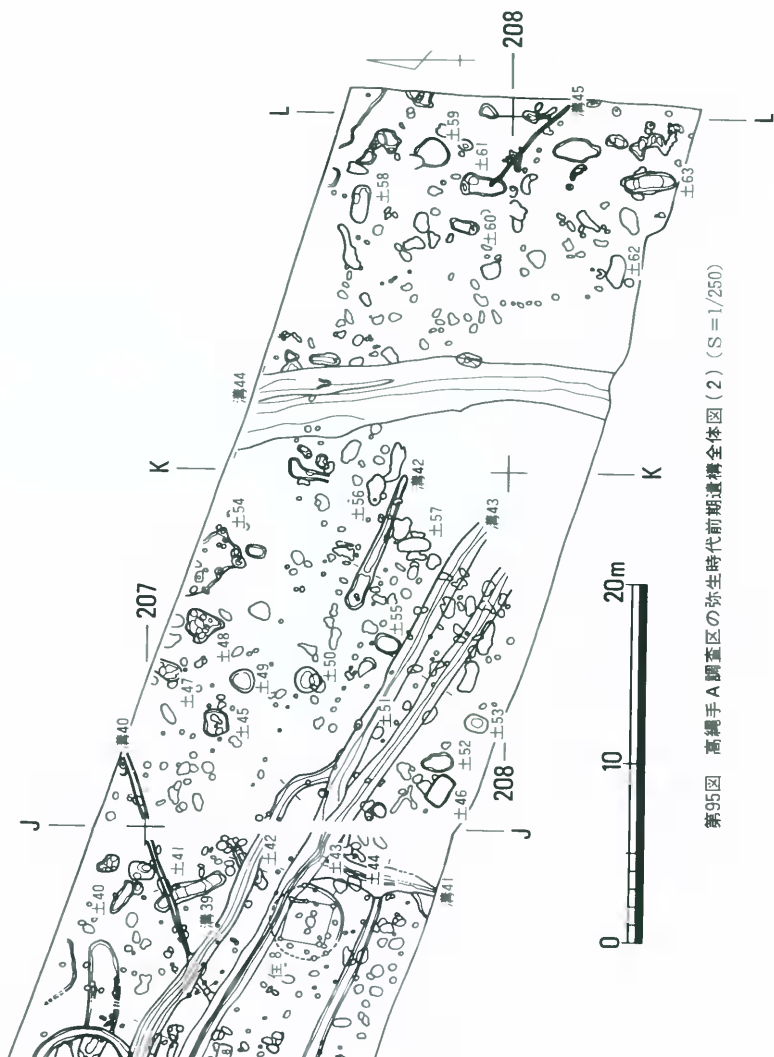 208
L
土59
溝45
土58
土61
土60
土63
L
土62
溝44
K
溝42
土56
土57
土54
溝43
K
207
土55
土48
土50
土49
土47
土45
土51
溝40
土53
土52
208
土46
J
J
土41
土42
土43
土44
土40
溝39
溝41
住8
0
10
20m
第95図　高縄手A調査区の弥生時代前期遺構全体図(2)(S=1/250)